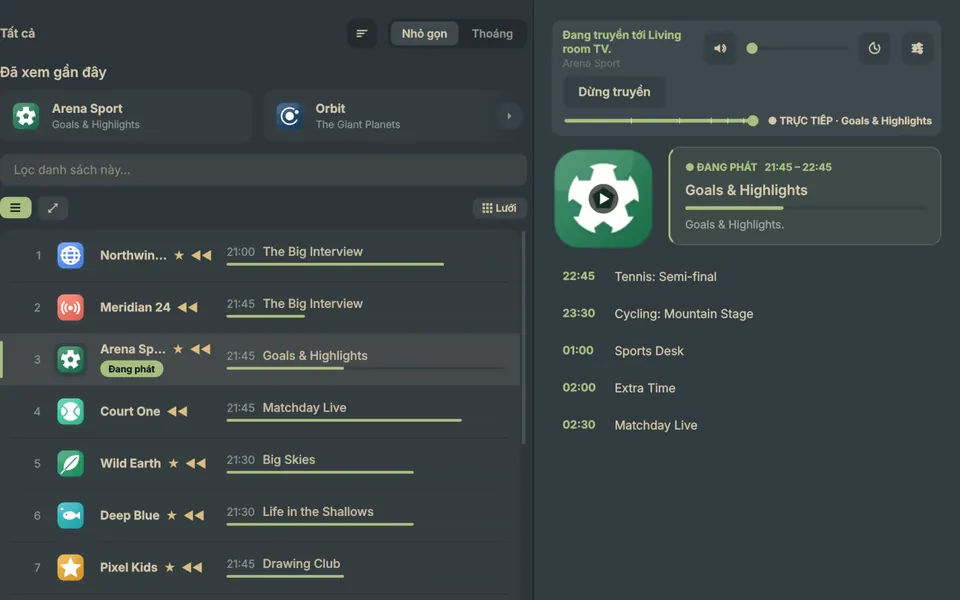 Tất cả
Nhỏ gọn
Thoáng
Đã xem gần đây
Arena Sport
Goals & Highlights
Orbit
The Giant Planets
Lọc danh sách này...
Lưới
1 Northwin... 21:00 The Big Interview
2 Meridian 24 21:45 The Big Interview
3 Arena Sp... 21:45 Goals & Highlights
Đang phát
4 Court One 21:45 Matchday Live
5 Wild Earth 21:30 Big Skies
6 Deep Blue 21:30 Life in the Shallows
7 Pixel Kids 21:45 Drawing Club
Đang truyền tới Living
room TV.
Arena Sport
Dừng truyền
TRỰC TIẾP · Goals & Highlights
ĐANG PHÁT 21:45 – 22:45
Goals & Highlights
Goals & Highlights.
22:45 Tennis: Semi-final
23:30 Cycling: Mountain Stage
01:00 Sports Desk
02:00 Extra Time
02:30 Matchday Live